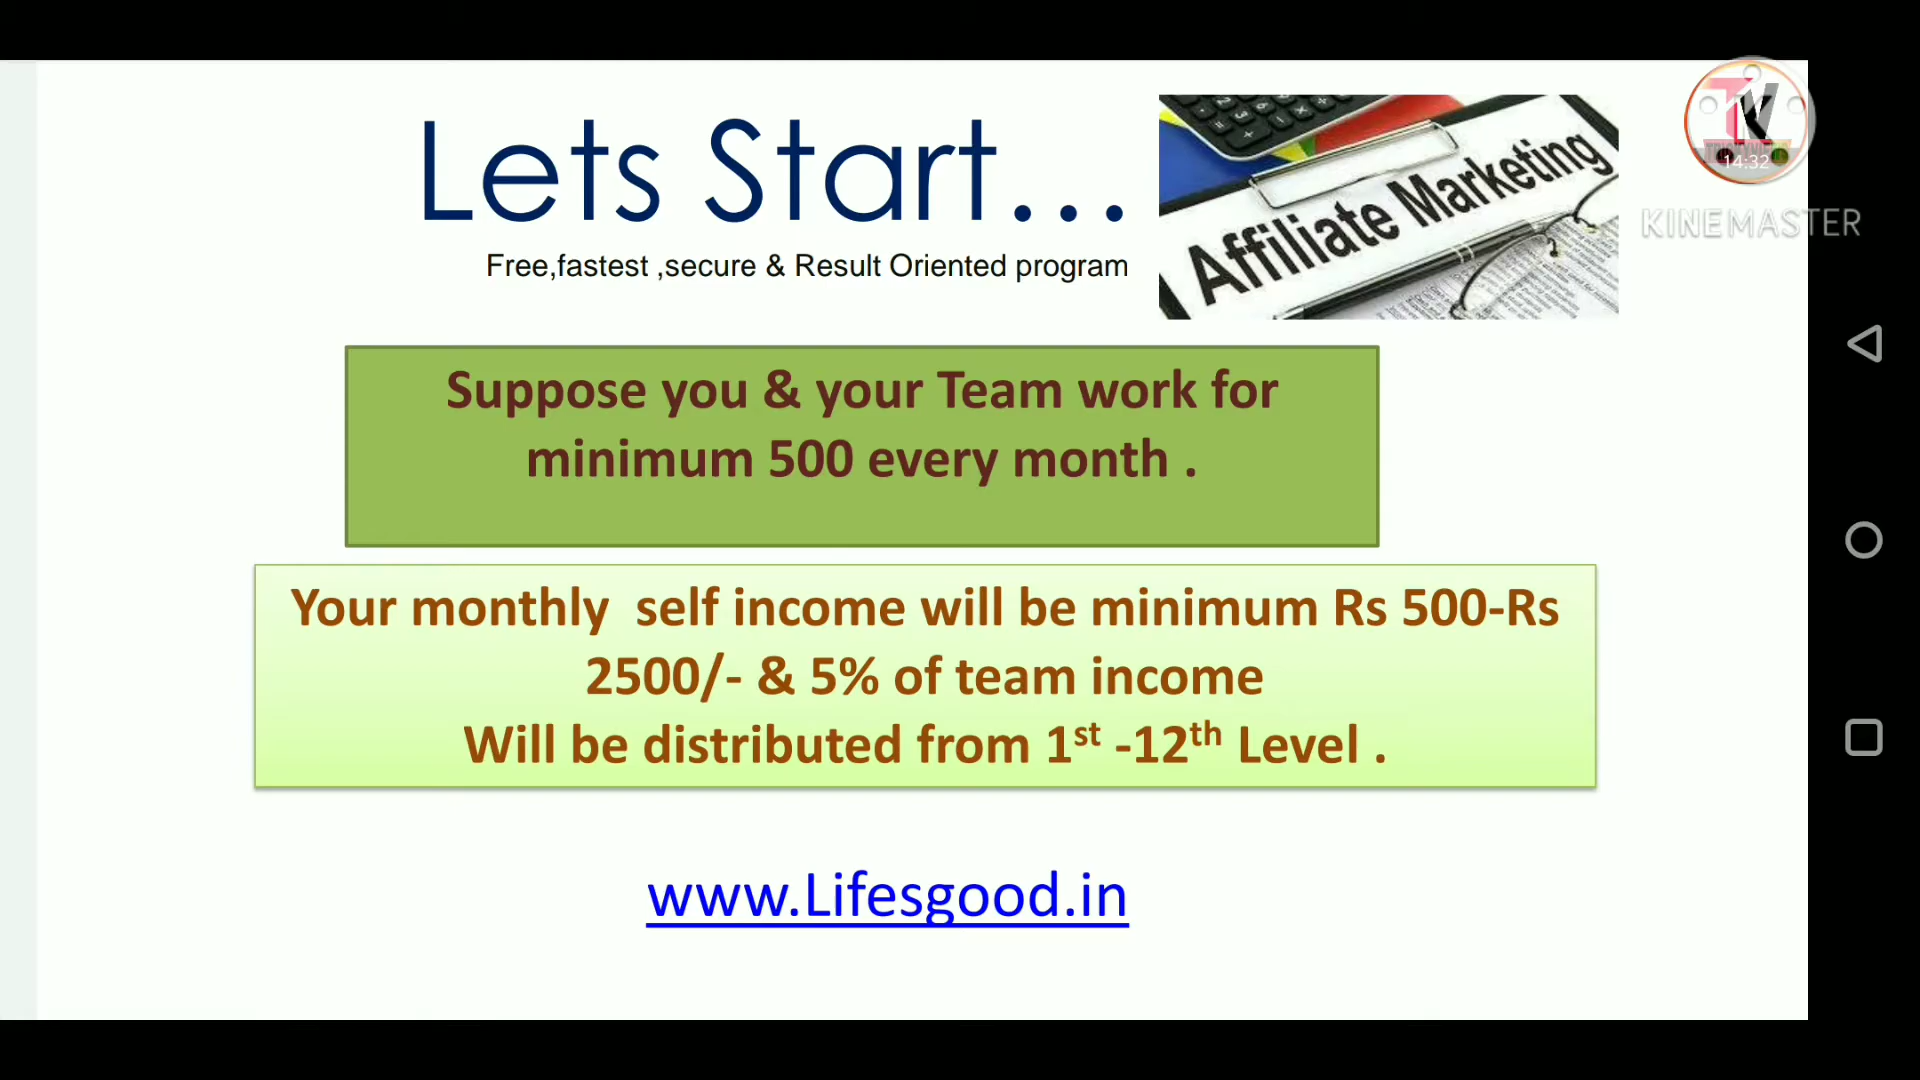 Lets Start...
Free,fastest ,secure & Result Oriented program
Affiliate Marketing
14:32
KINEMASTER
Suppose you & your Team work for
minimum 500 every month .
Your monthly self income will be minimum Rs 500-Rs
2500/- & 5% of team income
Will be distributed from 1st -12th Level .
www.Lifesgood.in